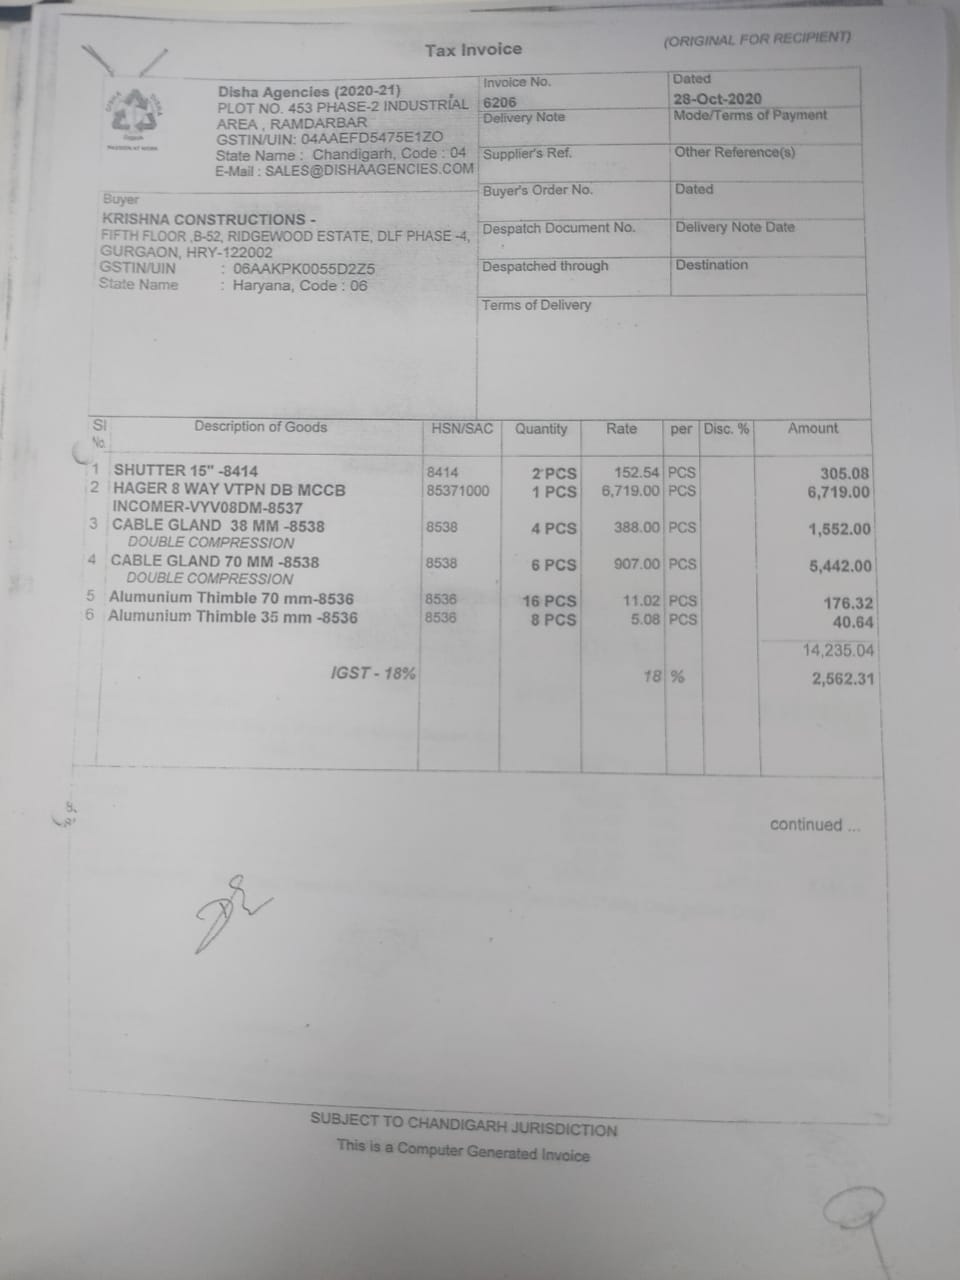 Tax Invoice
(ORIGINAL FOR RECIPIENT)
Disha Agencies (2020-21)
PLOT NO. 453 PHASE-2 INDUSTRIAL
AREA , RAMDARBAR
GSTIN/UIN: 04AAEFD5475E1ZO
State Name : Chandigarh, Code : 04
E-Mail : SALES@DISHAAGENCIES.COM
Invoice No.
6206
Dated
28-Oct-2020
Delivery Note
Mode/Terms of Payment
Supplier's Ref.
Other Reference(s)
Buyer
KRISHNA CONSTRUCTIONS -
FIFTH FLOOR ,B-52, RIDGEWOOD ESTATE, DLF PHASE -4,
GURGAON, HRY-122002
GSTIN/UIN : 06AAKPK0055D2Z5
State Name : Haryana, Code : 06
Buyer's Order No.
Dated
Despatch Document No.
Delivery Note Date
Despatched through
Destination
Terms of Delivery
Sl No. Description of Goods HSN/SAC Quantity Rate per Disc. % Amount
1 SHUTTER 15" -8414 8414 2 PCS 152.54 PCS 305.08
2 HAGER 8 WAY VTPN DB MCCB 85371000 1 PCS 6,719.00 PCS 6,719.00
INCOMER-VYV08DM-8537
3 CABLE GLAND 38 MM -8538 8538 4 PCS 388.00 PCS 1,552.00
DOUBLE COMPRESSION
4 CABLE GLAND 70 MM -8538 8538 6 PCS 907.00 PCS 5,442.00
DOUBLE COMPRESSION
5 Alumunium Thimble 70 mm-8536 8536 16 PCS 11.02 PCS 176.32
6 Alumunium Thimble 35 mm -8536 8536 8 PCS 5.08 PCS 40.64
14,235.04
IGST - 18% 18 % 2,562.31
continued ...
SUBJECT TO CHANDIGARH JURISDICTION
This is a Computer Generated Invoice